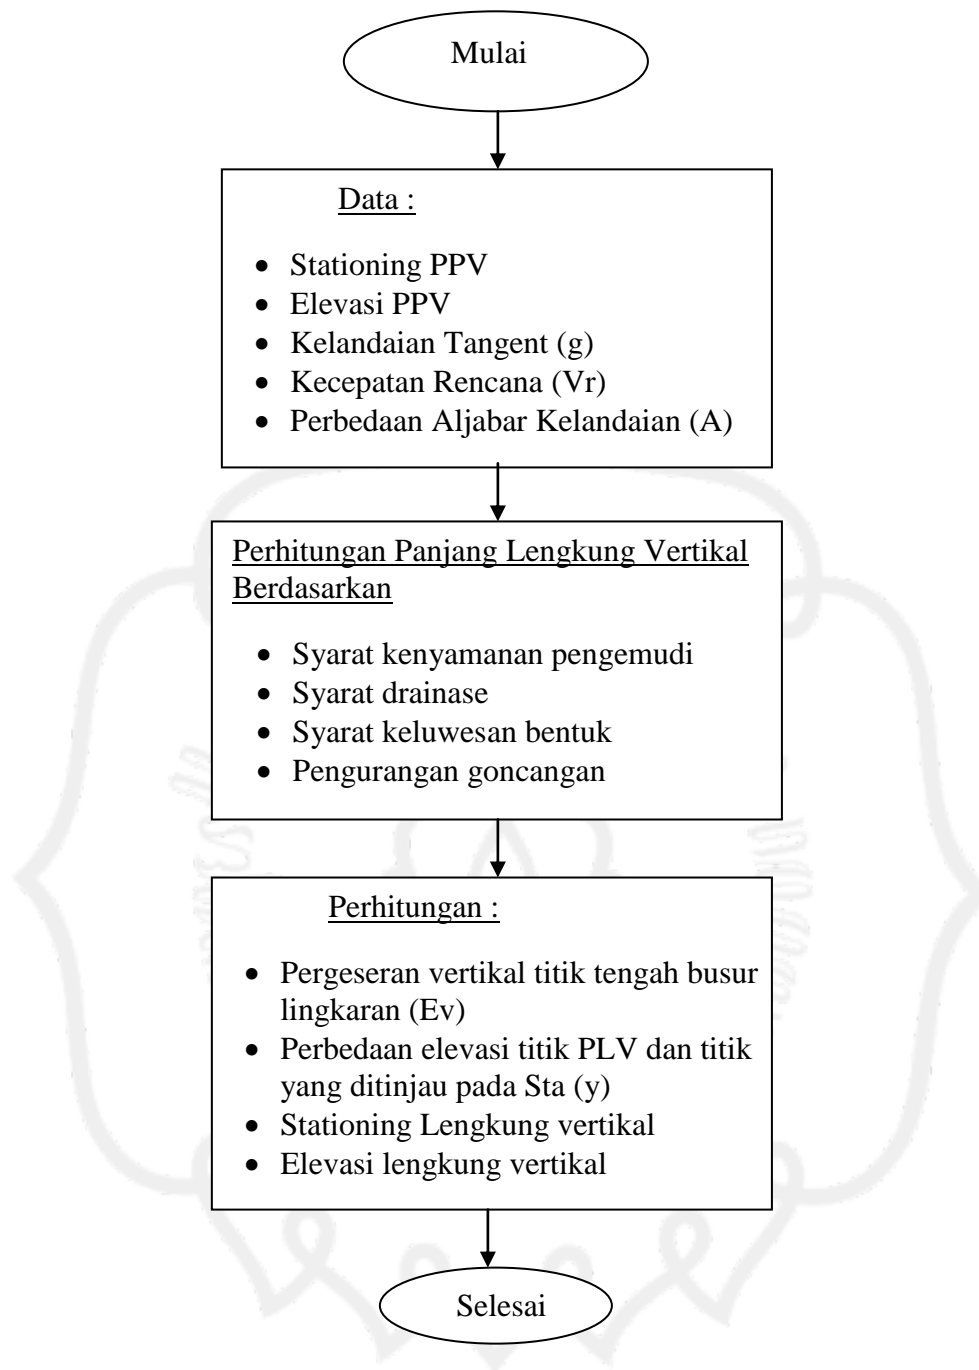 Mulai
Data :
• Stationing PPV
• Elevasi PPV
• Kelandaian Tangent (g)
• Kecepatan Rencana (Vr)
• Perbedaan Aljabar Kelandaian (A)
Perhitungan Panjang Lengkung Vertikal
Berdasarkan
• Syarat kenyamanan pengemudi
• Syarat drainase
• Syarat keluwesan bentuk
• Pengurangan goncangan
Perhitungan :
• Pergeseran vertikal titik tengah busur
lingkaran (Ev)
• Perbedaan elevasi titik PLV dan titik
yang ditinjau pada Sta (y)
• Stationing Lengkung vertikal
• Elevasi lengkung vertikal
Selesai